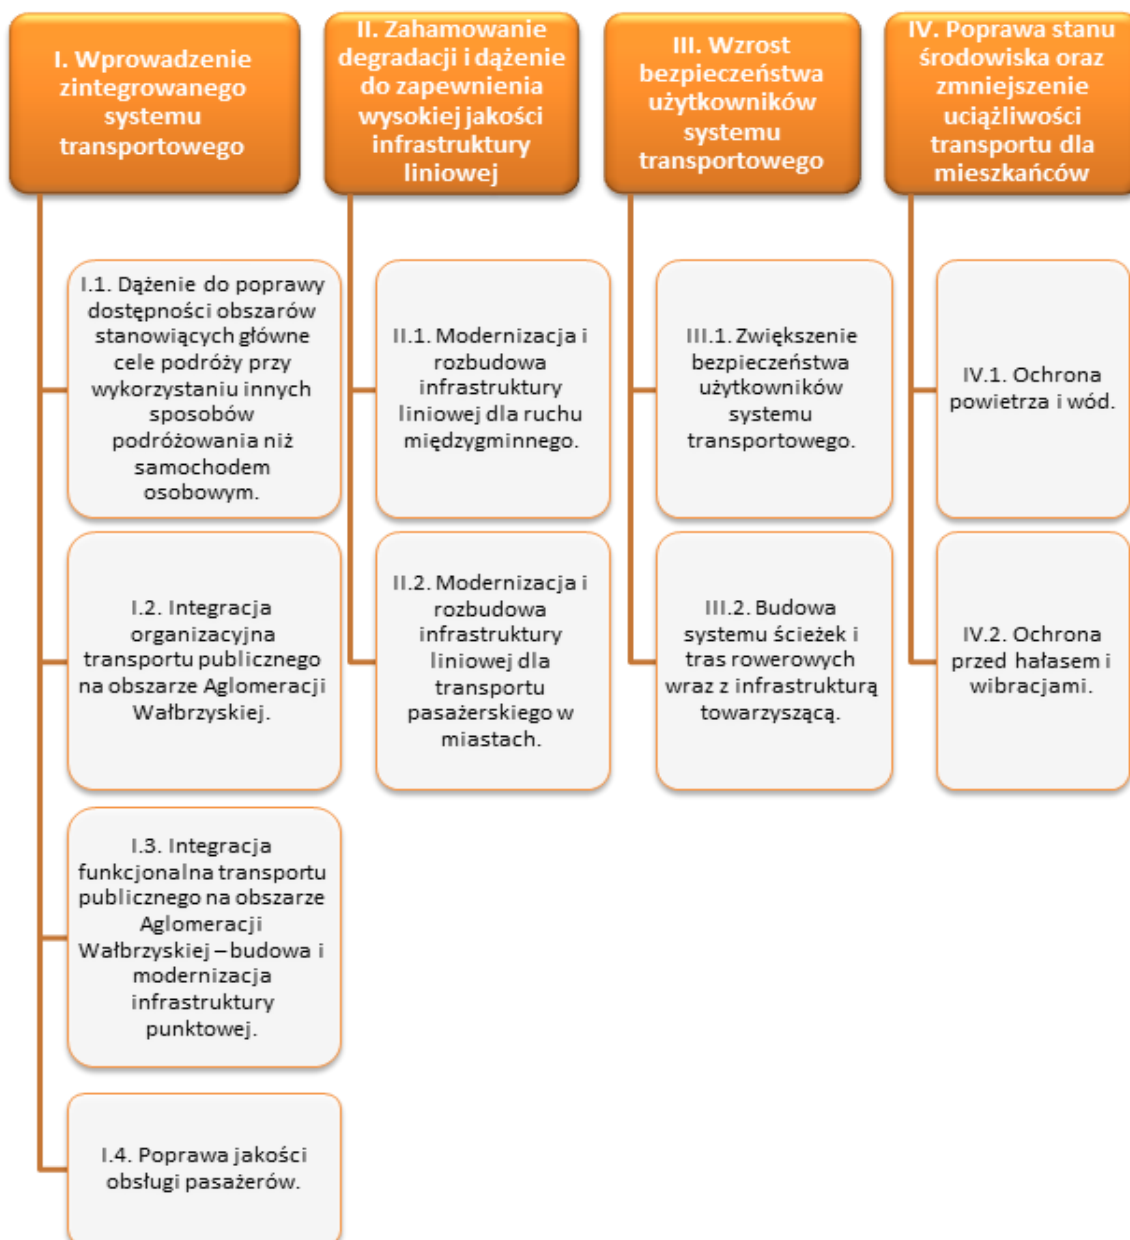 I. Wprowadzenie
zintegrowanego
systemu
transportowego
I.1. Dążenie do poprawy
dostępności obszarów
stanowiących główne
cele podróży przy
wykorzystaniu innych
sposobów
podróżowania niż
samochodem
osobowym.
I.2. Integracja
organizacyjna
transportu publicznego
na obszarze Aglomeracji
Wałbrzyskiej.
I.3. Integracja
funkcjonalna transportu
publicznego na obszarze
Aglomeracji
Wałbrzyskiej – budowa i
modernizacja
infrastruktury
punktowej.
I.4. Poprawa jakości
obsługi pasażerów.
II. Zahamowanie
degradacji i dążenie
do zapewnienia
wysokiej jakości
infrastruktury
liniowej
II.1. Modernizacja i
rozbudowa
infrastruktury
liniowej dla ruchu
międzygminnego.
II.2. Modernizacja i
rozbudowa
infrastruktury
liniowej dla
transportu
pasażerskiego w
miastach.
III. Wzrost
bezpieczeństwa
użytkowników
systemu
transportowego
III.1. Zwiększenie
bezpieczeństwa
użytkowników
systemu
transportowego.
III.2. Budowa
systemu ścieżek i
tras rowerowych
wraz z infrastrukturą
towarzyszącą.
IV. Poprawa stanu
środowiska oraz
zmniejszenie
uciążliwości
transportu dla
mieszkańców
IV.1. Ochrona
powietrza i wód.
IV.2. Ochrona
przed hałasem i
wibracjami.